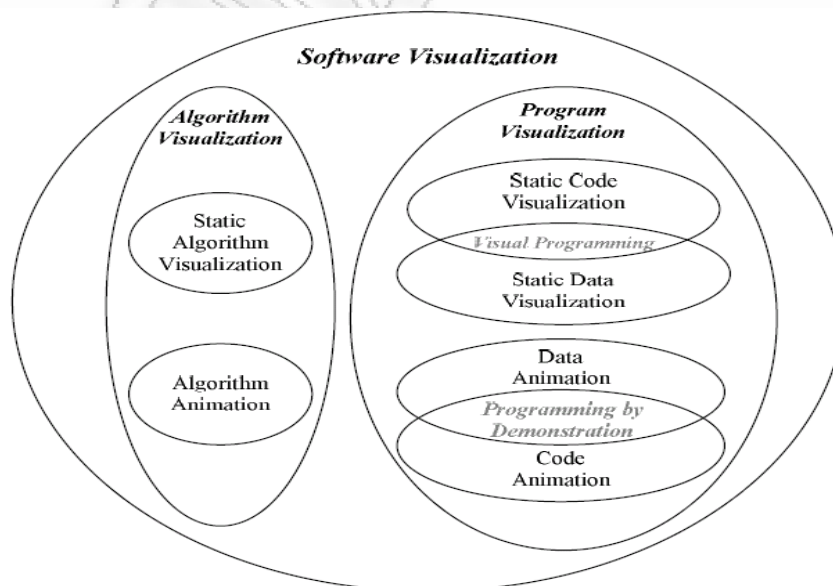 Software Visualization
Algorithm
Visualization
Static
Algorithm
Visualization
Algorithm
Animation
Program
Visualization
Static Code
Visualization
Visual Programming
Static Data
Visualization
Data
Animation
Programming by
Demonstration
Code
Animation